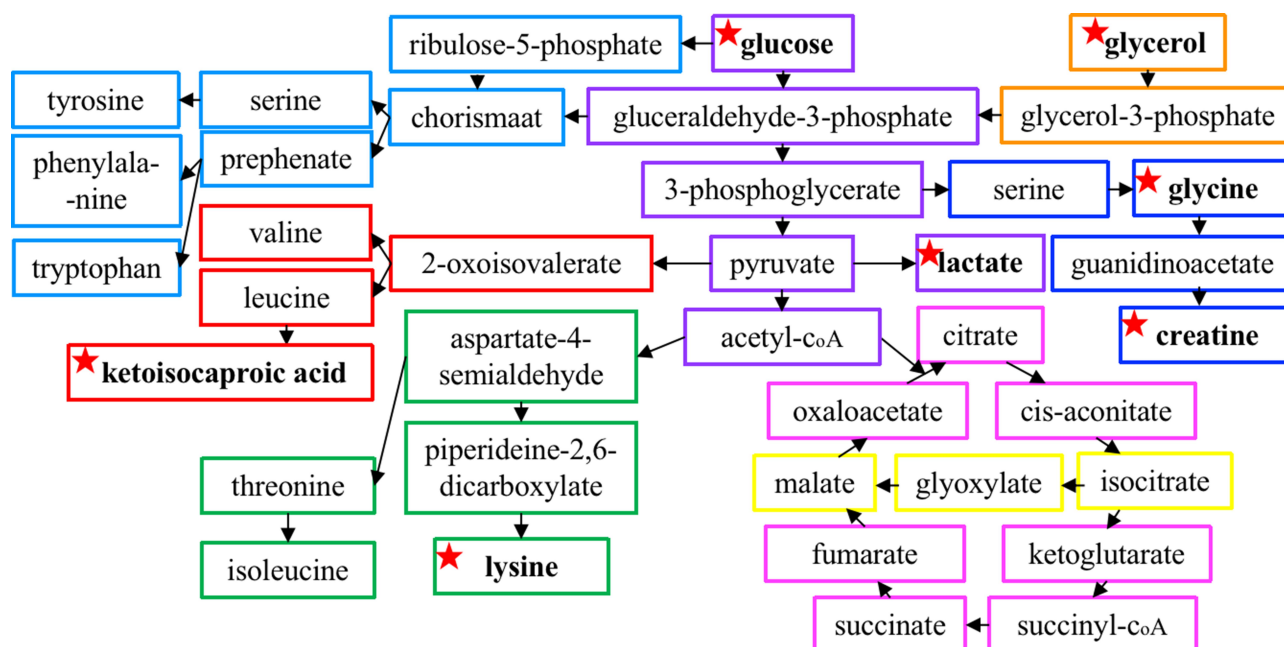 ribulose-5-phosphate
glucose
glycerol
tyrosine
serine
chorismaat
gluceraldehyde-3-phosphate
glycerol-3-phosphate
phenylala-
-nine
prephenate
3-phosphoglycerate
serine
glycine
valine
tryptophan
2-oxoisovalerate
pyruvate
lactate
guanidinoacetate
leucine
ketoisocaproic acid
aspartate-4-
semialdehyde
acetyl-coA
citrate
creatine
oxaloacetate
cis-aconitate
threonine
piperideine-2,6-
dicarboxylate
malate
glyoxylate
isocitrate
isoleucine
lysine
fumarate
ketoglutarate
succinate
succinyl-coA